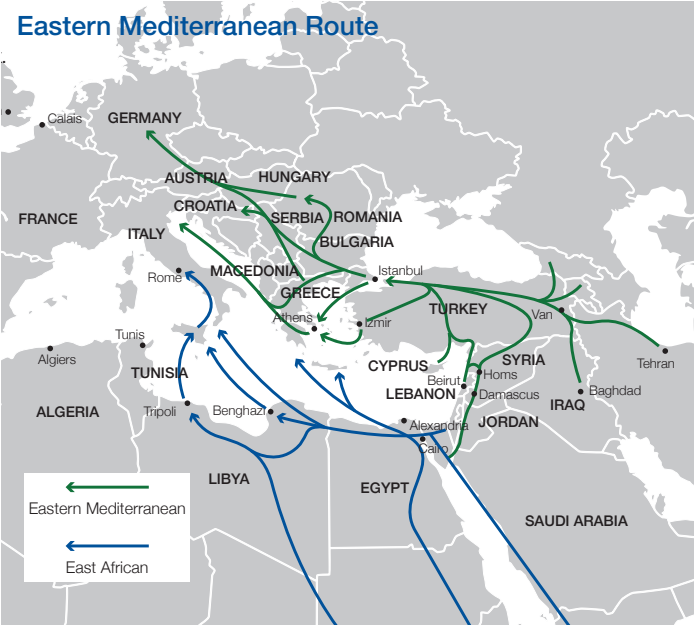 Eastern Mediterranean Route
Calais
GERMANY
AUSTRIA
HUNGARY
CROATIA
FRANCE
SERBIA
ROMANIA
ITALY
BULGARIA
Rome
MACEDONIA
Istanbul
GREECE
TURKEY
Van
Athens
Izmir
Tunis
Algiers
Tehran
CYPRUS
SYRIA
TUNISIA
Homs
Beirut
LEBANON
Damascus
Baghdad
IRAQ
ALGERIA
Tripoli
Benghazi
JORDAN
Alexandria
Cairo
LIBYA
EGYPT
SAUDI ARABIA
Eastern Mediterranean
East African